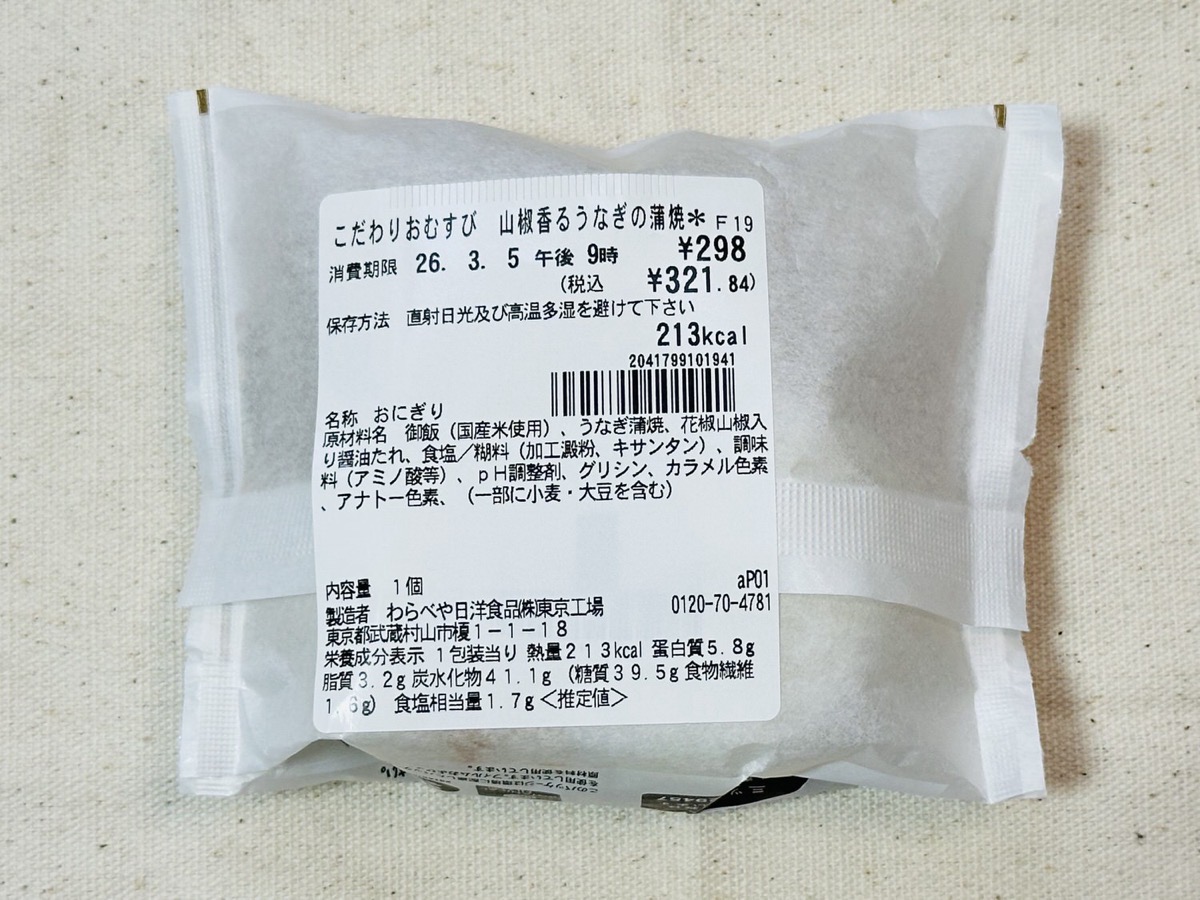 こだわりおむすび　山椒香るうなぎの蒲焼＊ F19
消費期限 26. 3. 5 午後 9時 ¥298
(税込 ¥321.84)
保存方法 直射日光及び高温多湿を避けて下さい
213kcal
2041799101941
名称 おにぎり
原材料名 御飯（国産米使用）、うなぎ蒲焼、花椒山椒入
り醤油たれ、食塩／糊料（加工澱粉、キサンタン）、調味
料（アミノ酸等）、ｐＨ調整剤、グリシン、カラメル色素
、アナトー色素、（一部に小麦・大豆を含む）
内容量 1個 aP01
製造者 わらべや日洋食品㈱東京工場 0120-70-4781
東京都武蔵村山市榎１－１－１８
栄養成分表示 1包装当り 熱量213kcal 蛋白質5.8g
脂質3.2g 炭水化物41.1g（糖質39.5g 食物繊維
1.6g） 食塩相当量1.7g＜推定値＞
を使用しています。